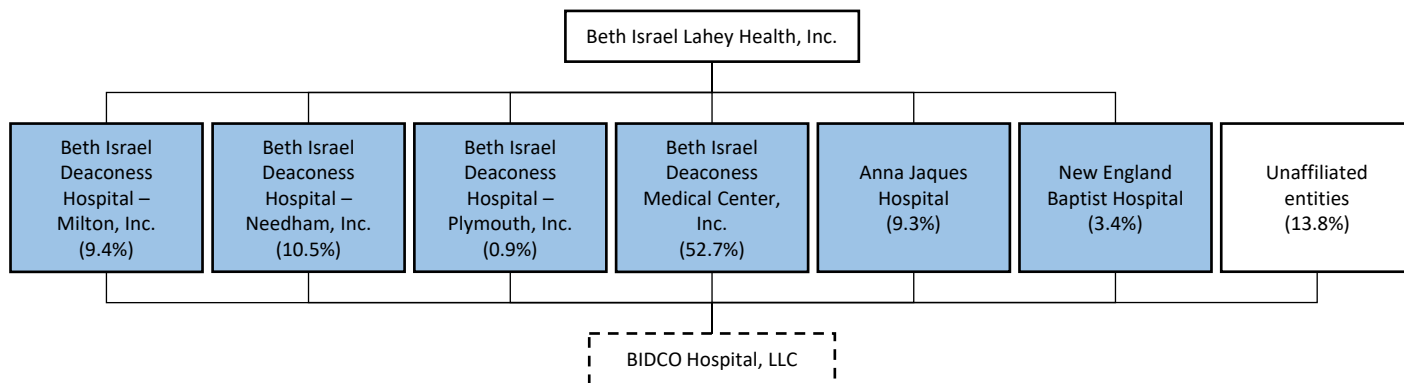 Beth Israel Lahey Health, Inc.
Beth Israel
Deaconess
Hospital –
Milton, Inc.
(9.4%)
Beth Israel
Deaconess
Hospital –
Needham, Inc.
(10.5%)
Beth Israel
Deaconess
Hospital –
Plymouth, Inc.
(0.9%)
Beth Israel
Deaconess
Medical Center,
Inc.
(52.7%)
Anna Jaques
Hospital
(9.3%)
New England
Baptist Hospital
(3.4%)
Unaffiliated
entities
(13.8%)
BIDCO Hospital, LLC